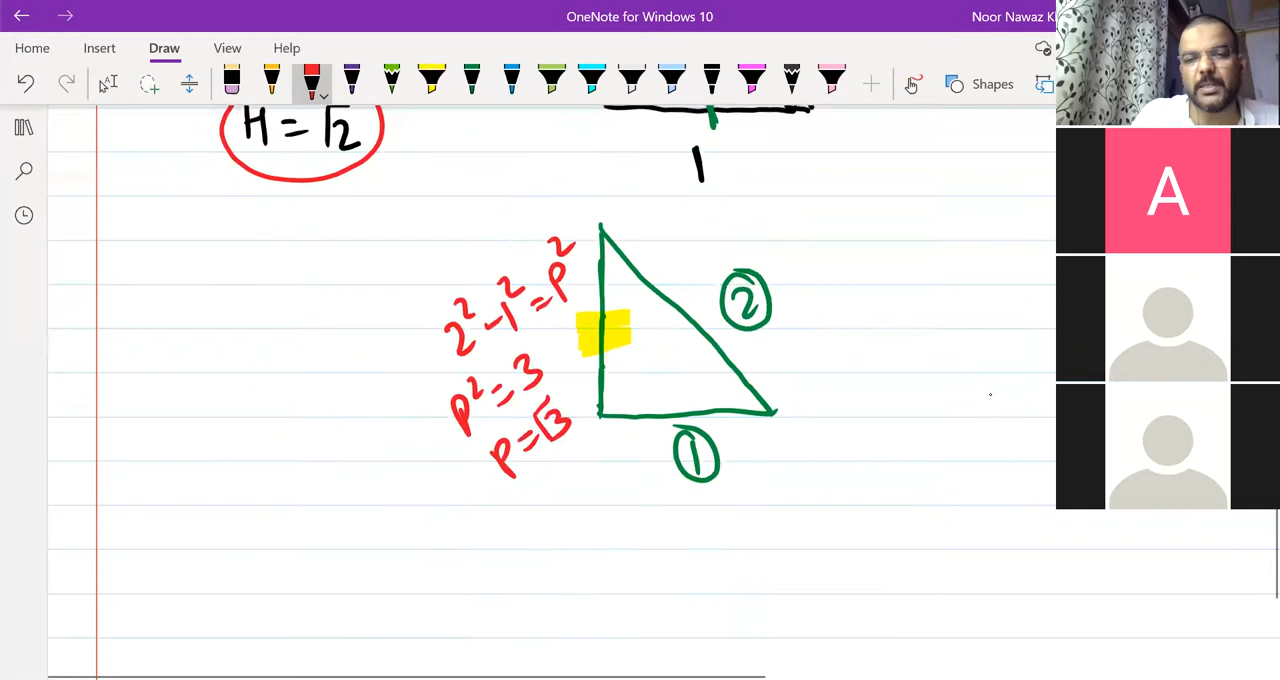 OneNote for Windows 10
Noor Nawaz K
Home Insert Draw View Help
Shapes
H = √2
1
2² - 1² = p²
p² = 3
p = √3
2
1
A